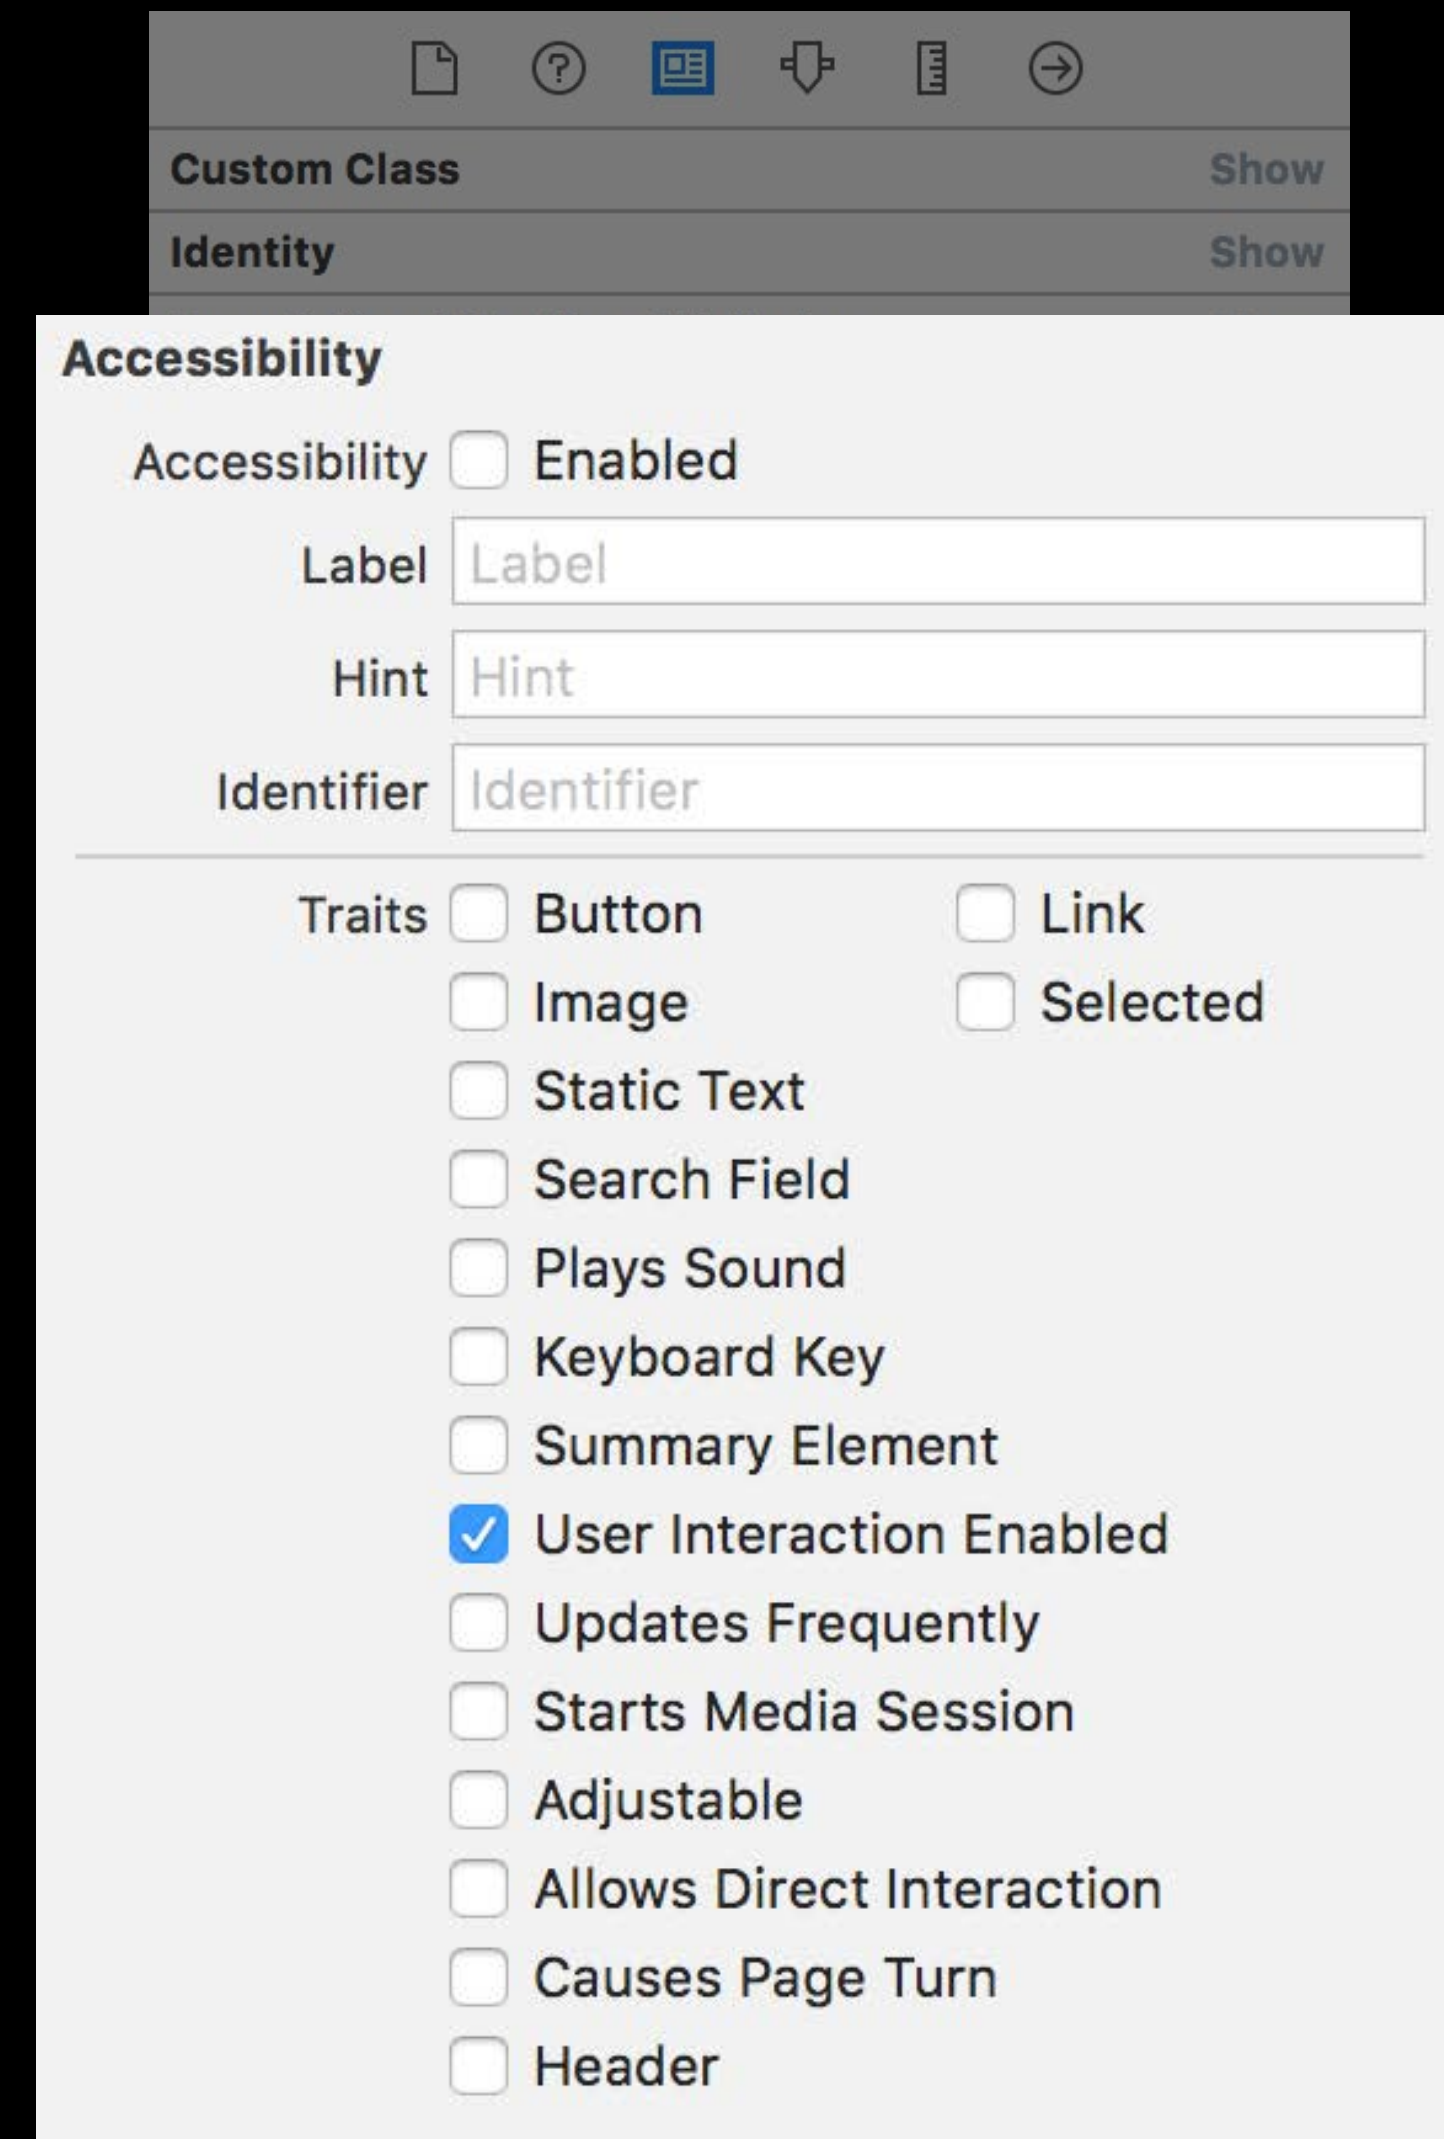 Custom Class Show
Identity Show
Accessibility
Accessibility Enabled
Label Label
Hint Hint
Identifier Identifier
Traits Button Link
Image Selected
Static Text
Search Field
Plays Sound
Keyboard Key
Summary Element
User Interaction Enabled
Updates Frequently
Starts Media Session
Adjustable
Allows Direct Interaction
Causes Page Turn
Header